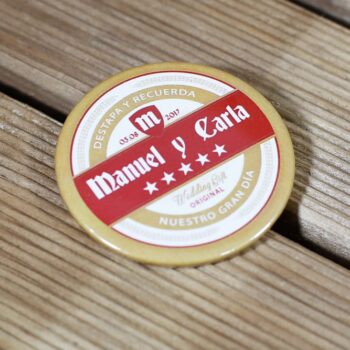 DESTAPA Y RECUERDA
m
05.08 2017
Manuel y Carla
Wedding Gift
ORIGINAL
NUESTRO GRAN DÍA